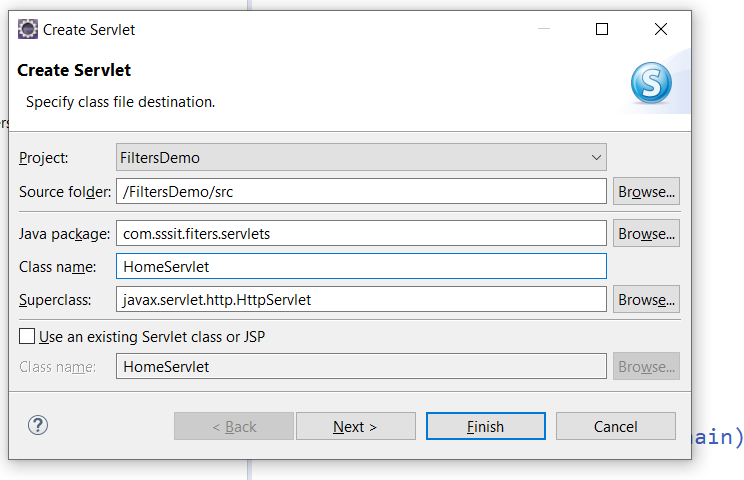 Create Servlet
Create Servlet
Specify class file destination.
S
Project: FiltersDemo
Source folder: /FiltersDemo/src Browse...
Java package: com.sssit.fiters.servlets Browse...
Class name: HomeServlet
Superclass: javax.servlet.http.HttpServlet Browse...
Use an existing Servlet class or JSP
Class name: HomeServlet Browse...
? < Back Next > Finish Cancel
ain)